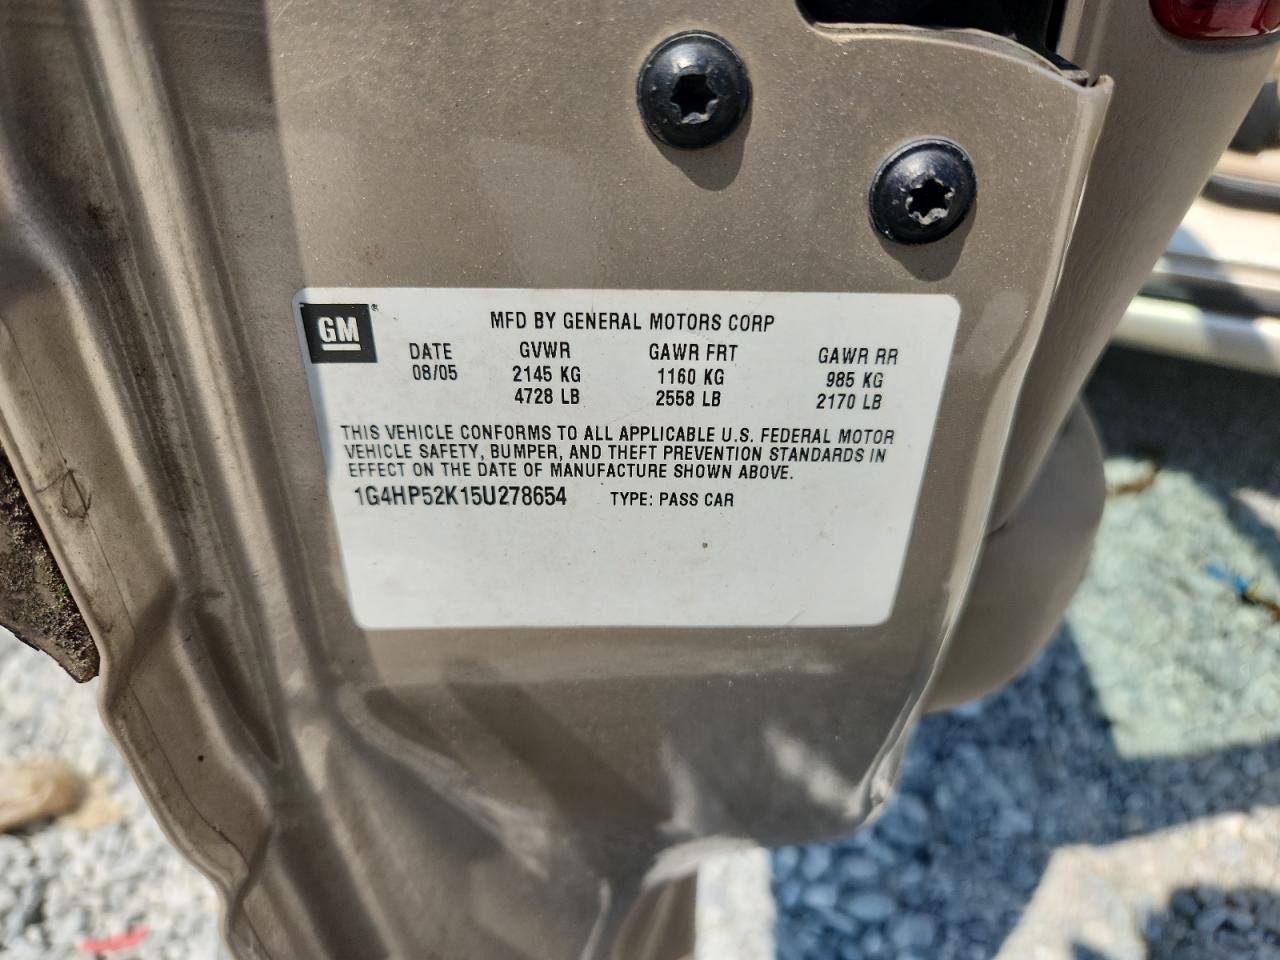 GM
MFD BY GENERAL MOTORS CORP
DATE GVWR GAWR FRT GAWR RR
08/05 2145 KG 1160 KG 985 KG
4728 LB 2558 LB 2170 LB
THIS VEHICLE CONFORMS TO ALL APPLICABLE U.S. FEDERAL MOTOR
VEHICLE SAFETY, BUMPER, AND THEFT PREVENTION STANDARDS IN
EFFECT ON THE DATE OF MANUFACTURE SHOWN ABOVE.
1G4HP52K15U278654 TYPE: PASS CAR